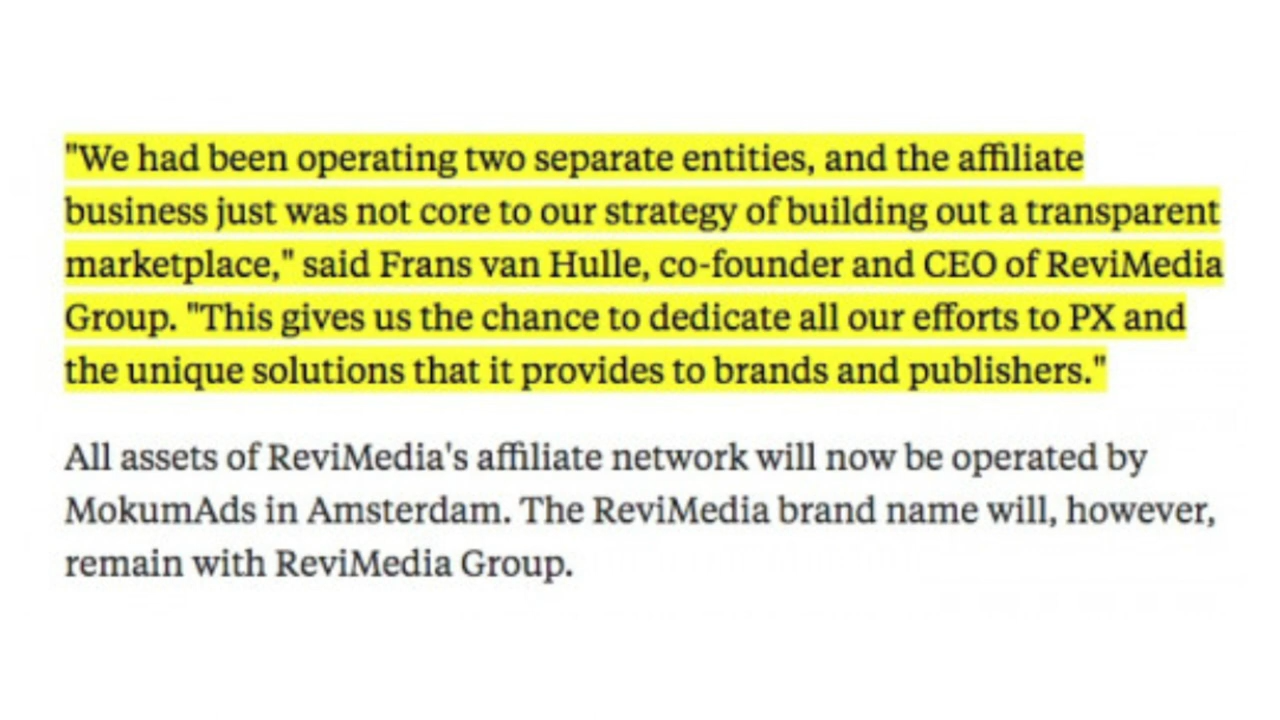 "We had been operating two separate entities, and the affiliate
business just was not core to our strategy of building out a transparent
marketplace," said Frans van Hulle, co-founder and CEO of ReviMedia
Group. "This gives us the chance to dedicate all our efforts to PX and
the unique solutions that it provides to brands and publishers."
All assets of ReviMedia's affiliate network will now be operated by
MokumAds in Amsterdam. The ReviMedia brand name will, however,
remain with ReviMedia Group.